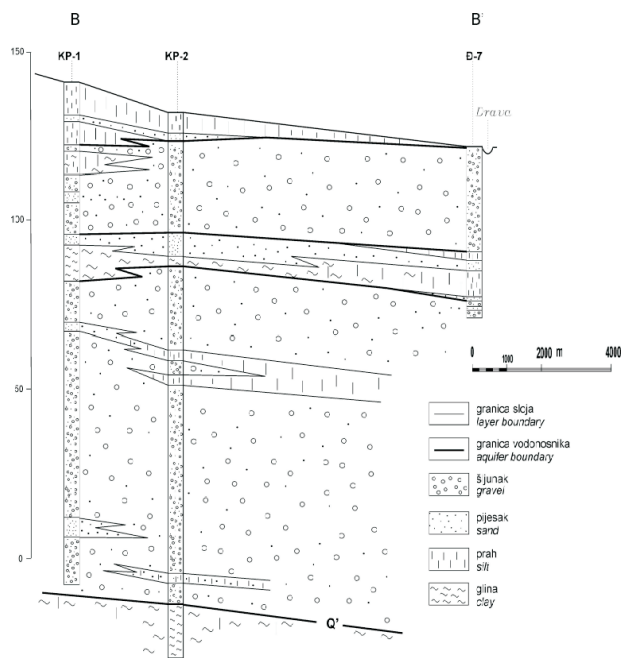 B B'
KP-1 KP-2 Đ-7
150
Drava
130
50
0
0 1000 2000 m 4000
granica sloja
layer boundary
granica vodonosnika
aquifer boundary
šljunak
gravel
pijesak
sand
prah
silt
glina
clay
Q'